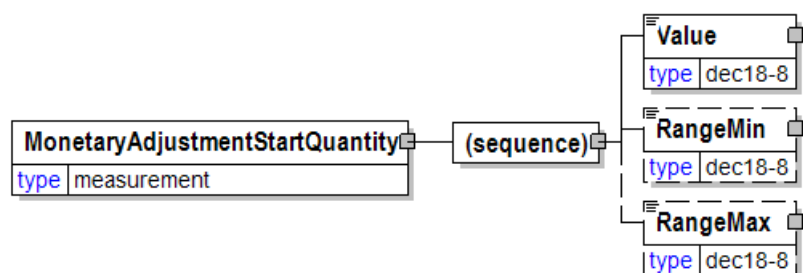 Value
type dec18-8
MonetaryAdjustmentStartQuantity
type measurement
(sequence)
RangeMin
type dec18-8
RangeMax
type dec18-8